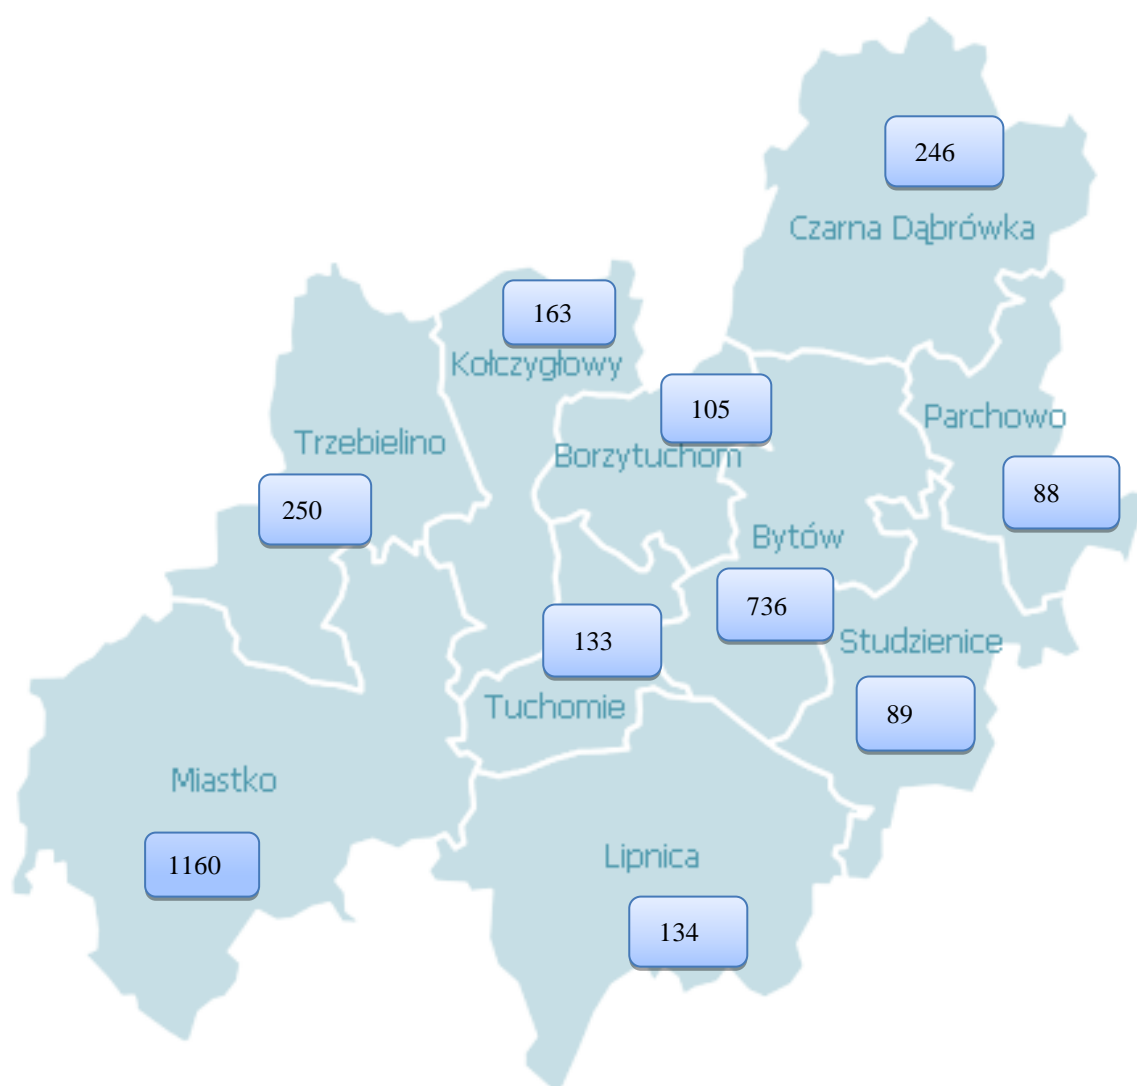 246
Czarna Dąbrówka
163
Kołczygłowy
105
Parchowo
Trzebielino
Borzytuchom
88
250
Bytów
736
133
Studzienice
Tuchomie
89
Miastko
1160
Lipnica
134